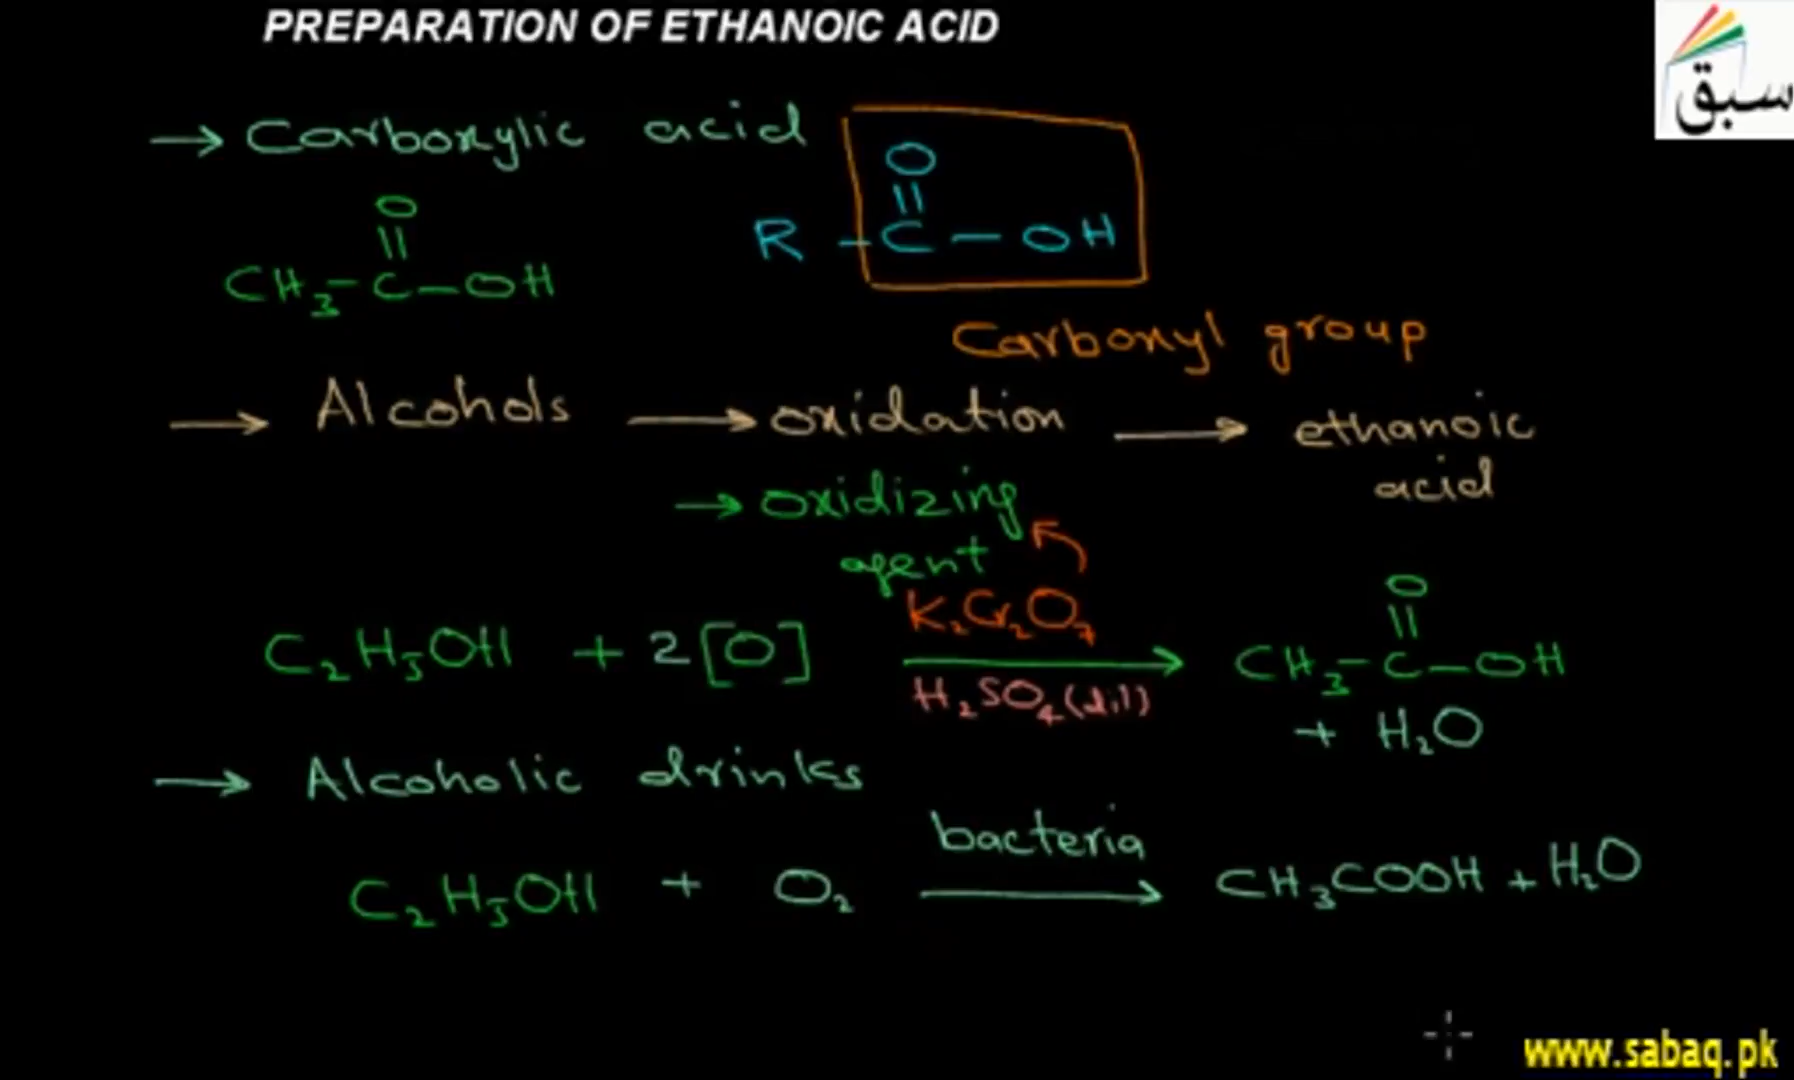 PREPARATION OF ETHANOIC ACID
سبق
→ Carboxylic acid
O
||
R - C - OH
O
||
CH₃ - C - OH
Carboxyl group
→ Alcohols → oxidation → ethanoic
acid
→ oxidizing
agent
K₂Cr₂O₇
C₂H₅OH + 2[O] →
H₂SO₄(dil)
O
||
CH₃ - C - OH
+ H₂O
→ Alcoholic drinks
bacteria
C₂H₅OH + O₂ → CH₃COOH + H₂O
www.sabaq.pk